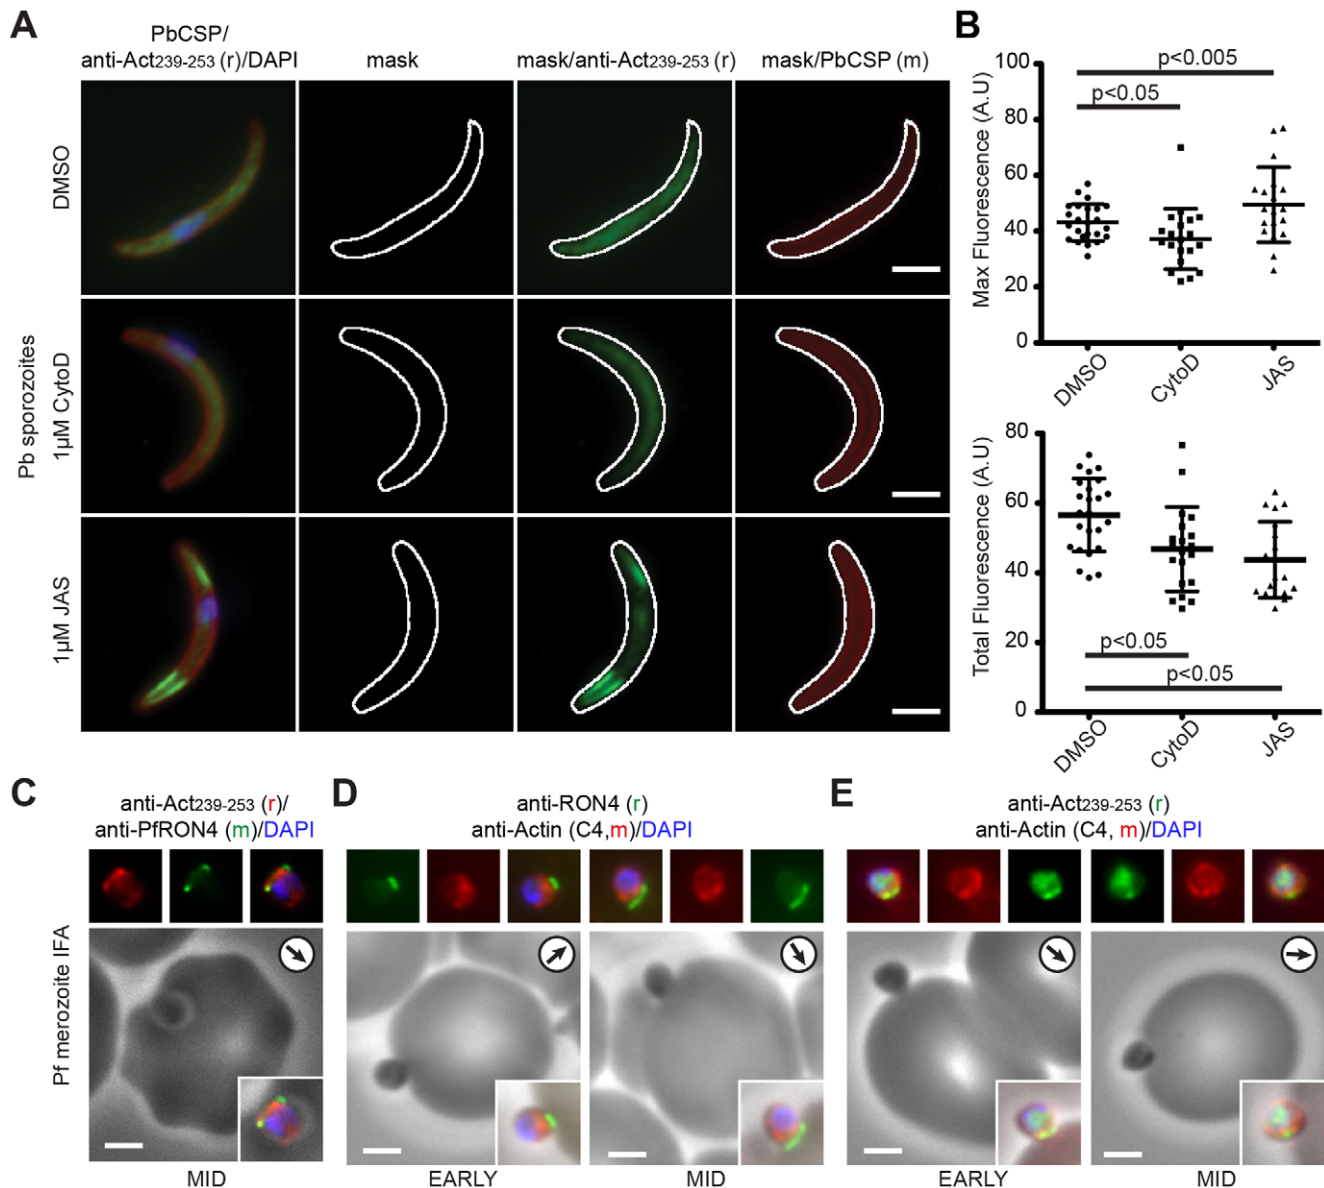 A
PbCSP/
anti-Act239-253 (r)/DAPI
mask
mask/anti-Act239-253 (r)
mask/PbCSP (m)
Pb sporozoites
DMSO
1µM CytoD
1µM JAS
B
Max Fluorescence (A.U)
100
80
60
40
20
0
p<0.005
p<0.05
DMSO
CytoD
JAS
Total Fluorescence (A.U)
80
60
40
20
0
p<0.05
p<0.05
DMSO
CytoD
JAS
C
anti-Act239-253 (r)/
anti-PfRON4 (m)/DAPI
Pf merozoite IFA
MID
D
anti-RON4 (r)
anti-Actin (C4,m)/DAPI
EARLY
MID
E
anti-Act239-253 (r)
anti-Actin (C4, m)/DAPI
EARLY
MID